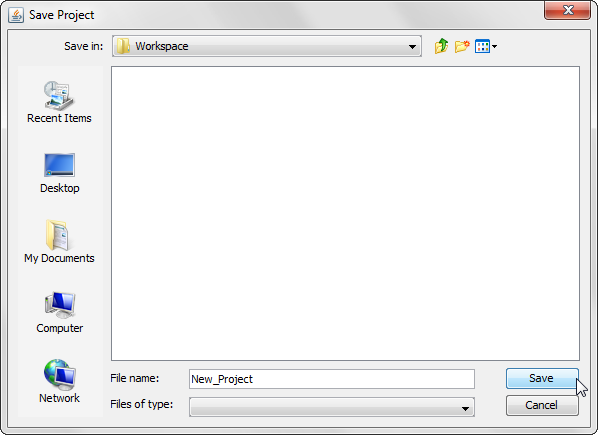 Save Project
Save in: Workspace
Recent Items
Desktop
My Documents
Computer
Network
File name: New_Project Save
Files of type: Cancel